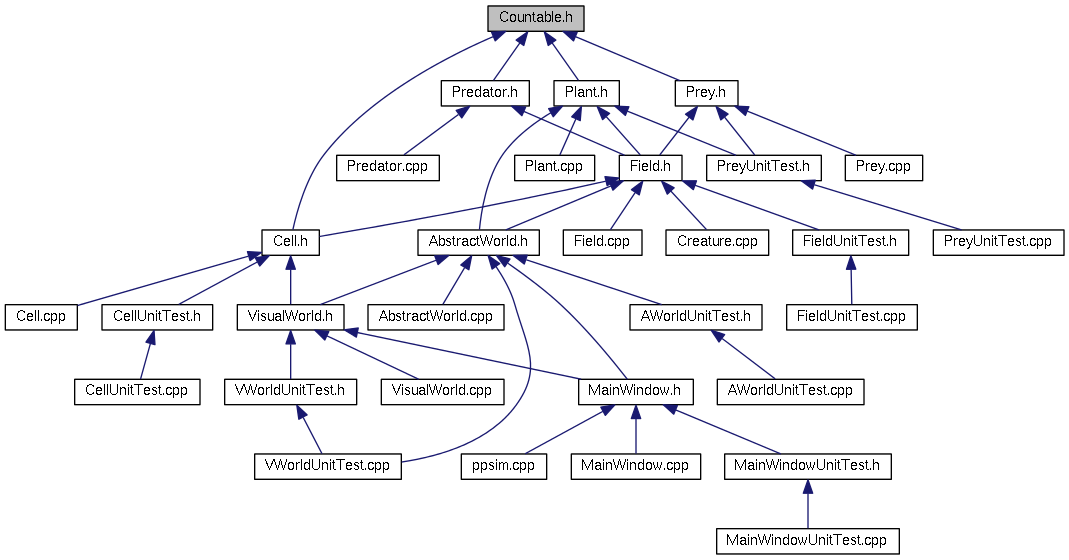 Countable.h
Predator.h
Plant.h
Prey.h
Predator.cpp
Plant.cpp
Field.h
PreyUnitTest.h
Prey.cpp
Cell.h
AbstractWorld.h
Field.cpp
Creature.cpp
FieldUnitTest.h
PreyUnitTest.cpp
Cell.cpp
CellUnitTest.h
VisualWorld.h
AbstractWorld.cpp
AWorldUnitTest.h
FieldUnitTest.cpp
CellUnitTest.cpp
VWorldUnitTest.h
VisualWorld.cpp
MainWindow.h
AWorldUnitTest.cpp
VWorldUnitTest.cpp
ppsim.cpp
MainWindow.cpp
MainWindowUnitTest.h
MainWindowUnitTest.cpp